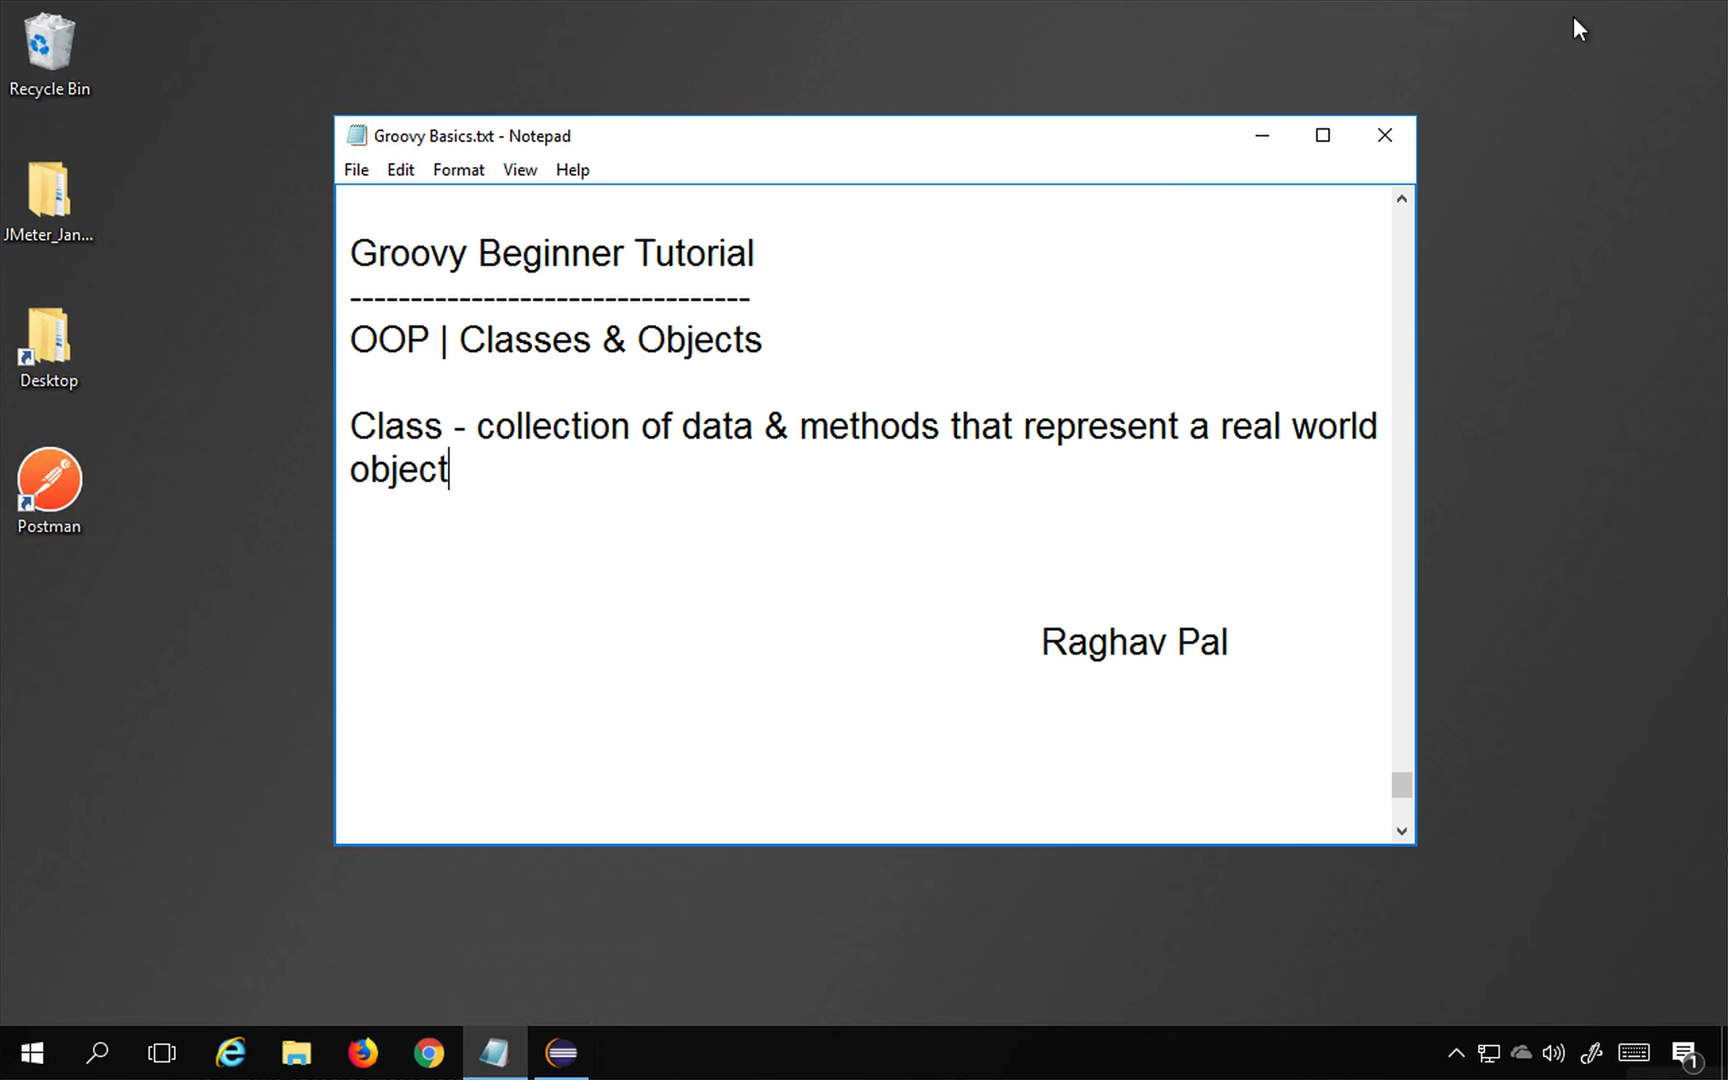 Recycle Bin
JMeter_Jan...
Desktop
Postman
Groovy Basics.txt - Notepad
File Edit Format View Help
Groovy Beginner Tutorial
---------------------------------
OOP | Classes & Objects
Class - collection of data & methods that represent a real world
object
Raghav Pal
1